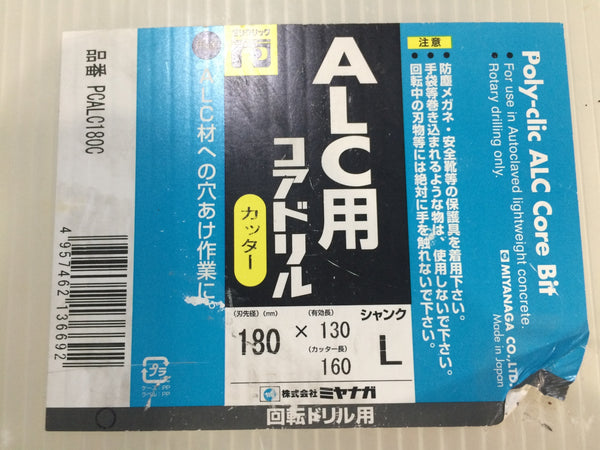 Poly-clic ALC Core Bit
● For use in Autoclaved lightweight concrete.
● Rotary drilling only.
MIYANAGA CO., LTD.
Made in Japan
注意
● 防塵メガネ・安全靴等の保護具を着用下さい。
● 手袋等巻き込まれるような物は、使用しないで下さい。
● 回転中の刃物等には絶対に手を触れないで下さい。
ポリクリック
ALC用
コアドリル
カッター
ALC材への穴あけ作業に。
(刃先径)(mm)
180
×
(有効長)
130
(カッター長)
160
シャンク
L
株式会社 ミヤナガ
回転ドリル用
品番 PCALC180C
4 957462 136692
プラ